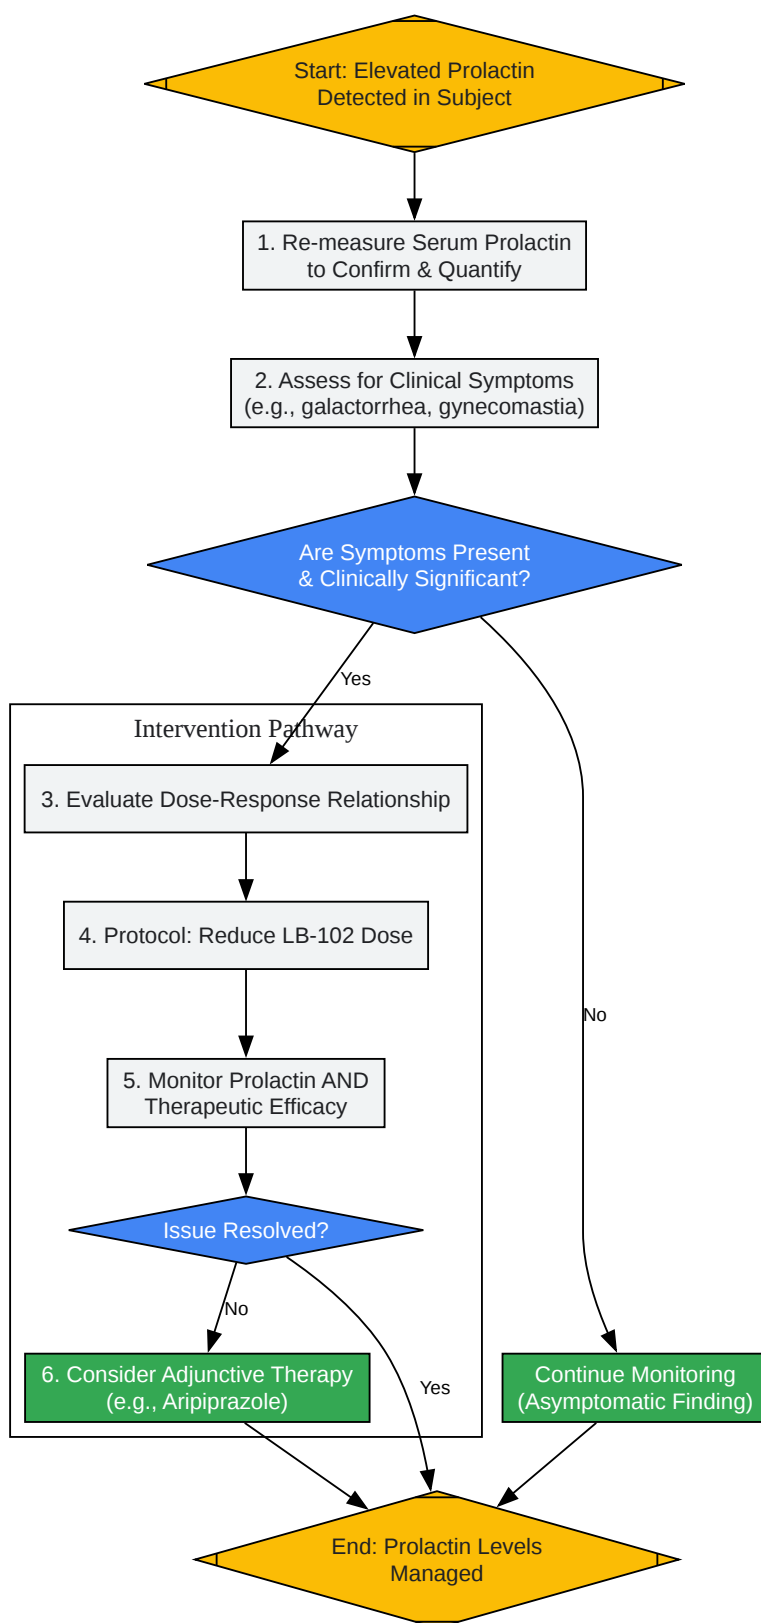 Start: Elevated Prolactin
Detected in Subject
1. Re-measure Serum Prolactin
to Confirm & Quantify
2. Assess for Clinical Symptoms
(e.g., galactorrhea, gynecomastia)
Are Symptoms Present
& Clinically Significant?
Yes
Intervention Pathway
3. Evaluate Dose-Response Relationship
4. Protocol: Reduce LB-102 Dose
No
5. Monitor Prolactin AND
Therapeutic Efficacy
Issue Resolved?
No
6. Consider Adjunctive Therapy
(e.g., Aripiprazole)
Yes
Continue Monitoring
(Asymptomatic Finding)
End: Prolactin Levels
Managed